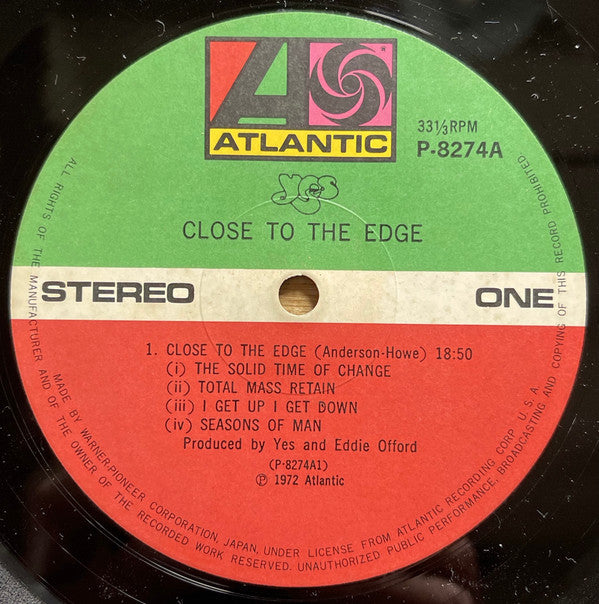 ATLANTIC
®
33⅓RPM
P-8274A
yes
CLOSE TO THE EDGE
STEREO
ONE
1. CLOSE TO THE EDGE (Anderson-Howe) 18:50
(i) THE SOLID TIME OF CHANGE
(ii) TOTAL MASS RETAIN
(iii) I GET UP I GET DOWN
(iv) SEASONS OF MAN
Produced by Yes and Eddie Offord
(P-8274A1)
℗ 1972 Atlantic
MADE BY WARNER-PIONEER CORPORATION, JAPAN, UNDER LICENSE FROM ATLANTIC RECORDING CORP. U. S. A.
ALL RIGHTS OF THE MANUFACTURER AND OF THE OWNER OF THE RECORDED WORK RESERVED. UNAUTHORIZED PUBLIC PERFORMANCE, BROADCASTING AND COPYING OF THIS RECORD PROHIBITED